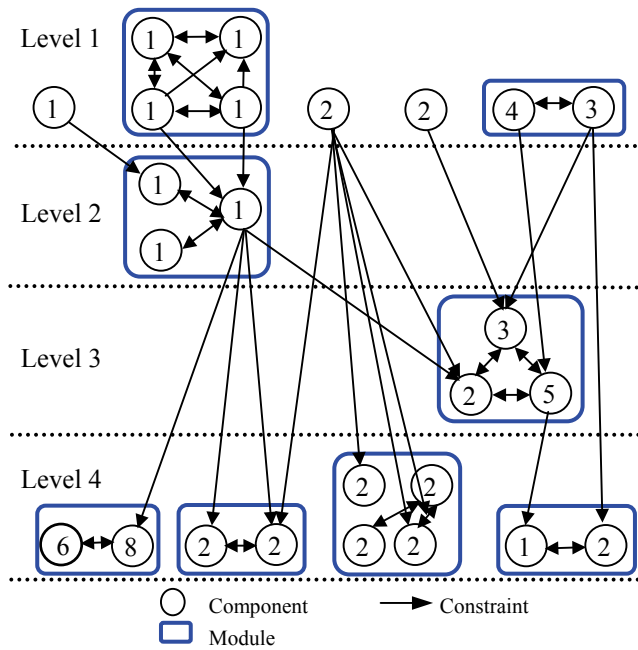 Level 1
1 1
1 1
1 2 2 4 3
Level 2
1 1
1
Level 3
3
2 5
Level 4
2 2
6 8 2 2 2 2 1 2
Component Constraint
Module